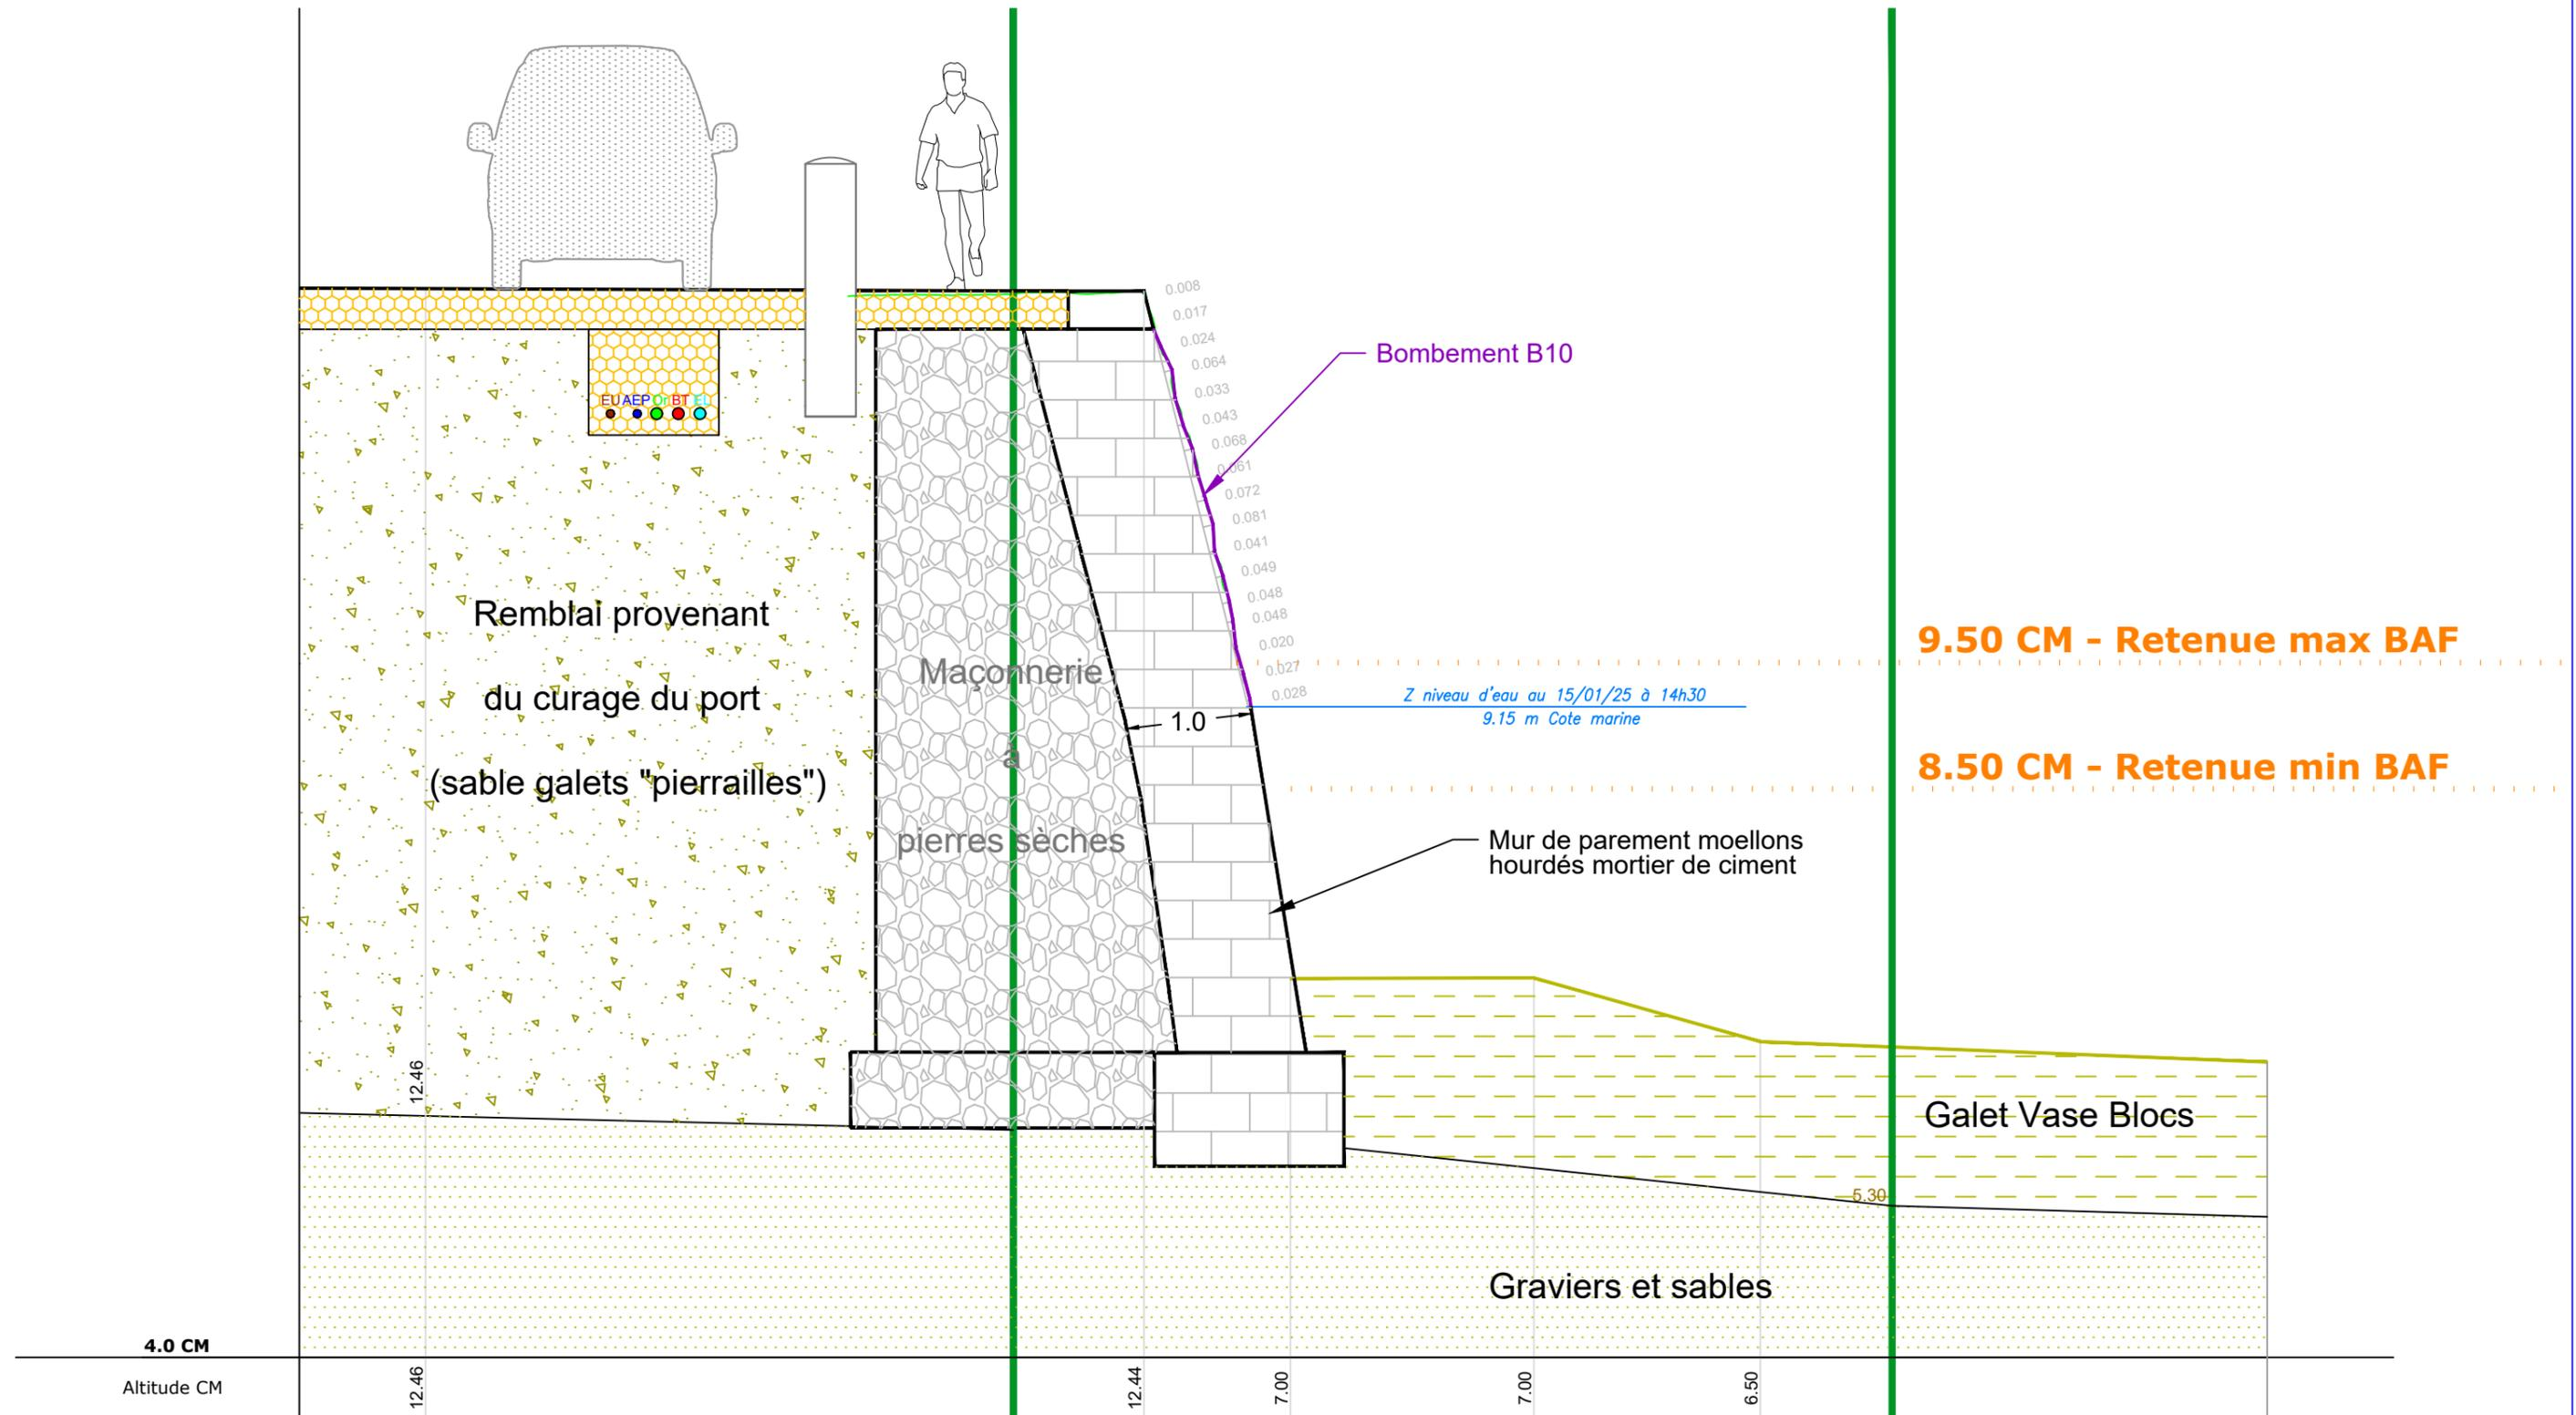 0.008
0.017
0.024
0.064
0.033
0.043
0.068
0.061
0.072
0.081
0.041
0.049
0.048
0.048
0.020
0.027
0.028
Bombement B10
EU AEP Or BT
Remblai provenant
du curage du port
(sable galets "pierrailles")
Maçonnerie
à
pierres sèches
1.0
9.50 CM - Retenue max BAF
Z niveau d'eau au 15/01/25 à 14h30
9.15 m Cote marine
8.50 CM - Retenue min BAF
Mur de parement moellons
hourdés mortier de ciment
12.46
Galet Vase Blocs
5.30
Graviers et sables
4.0 CM
Altitude CM
12.46
12.44
7.00
7.00
6.50